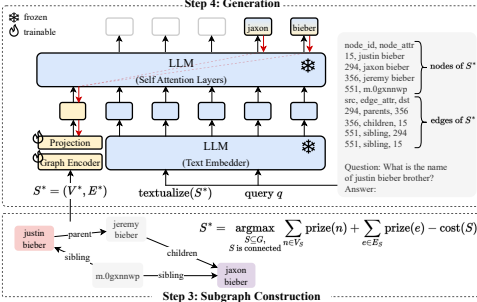 Step 4: Generation
frozen
trainable
jaxon
bieber
LLM
(Self Attention Layers)
Projection
Graph Encoder
LLM
(Text Embedder)
S* = (V*, E*)
textualize(S*)
query q
node_id, node_attr
15, justin bieber
294, jaxon bieber
356, jeremy bieber
551, m.0gxnnwp
nodes of S*
src, edge_attr, dst
294, parents, 356
356, children, 15
551, sibling, 294
551, sibling, 15
edges of S*
Question: What is the name
of justin bieber brother?
Answer:
justin
bieber
parent
jeremy
bieber
children
sibling
m.0gxnnwp
sibling
jaxon
bieber
S* = argmax ∑ prize(n) + ∑ prize(e) − cost(S)
S⊆G,
S is connected
n∈V_S
e∈E_S
Step 3: Subgraph Construction